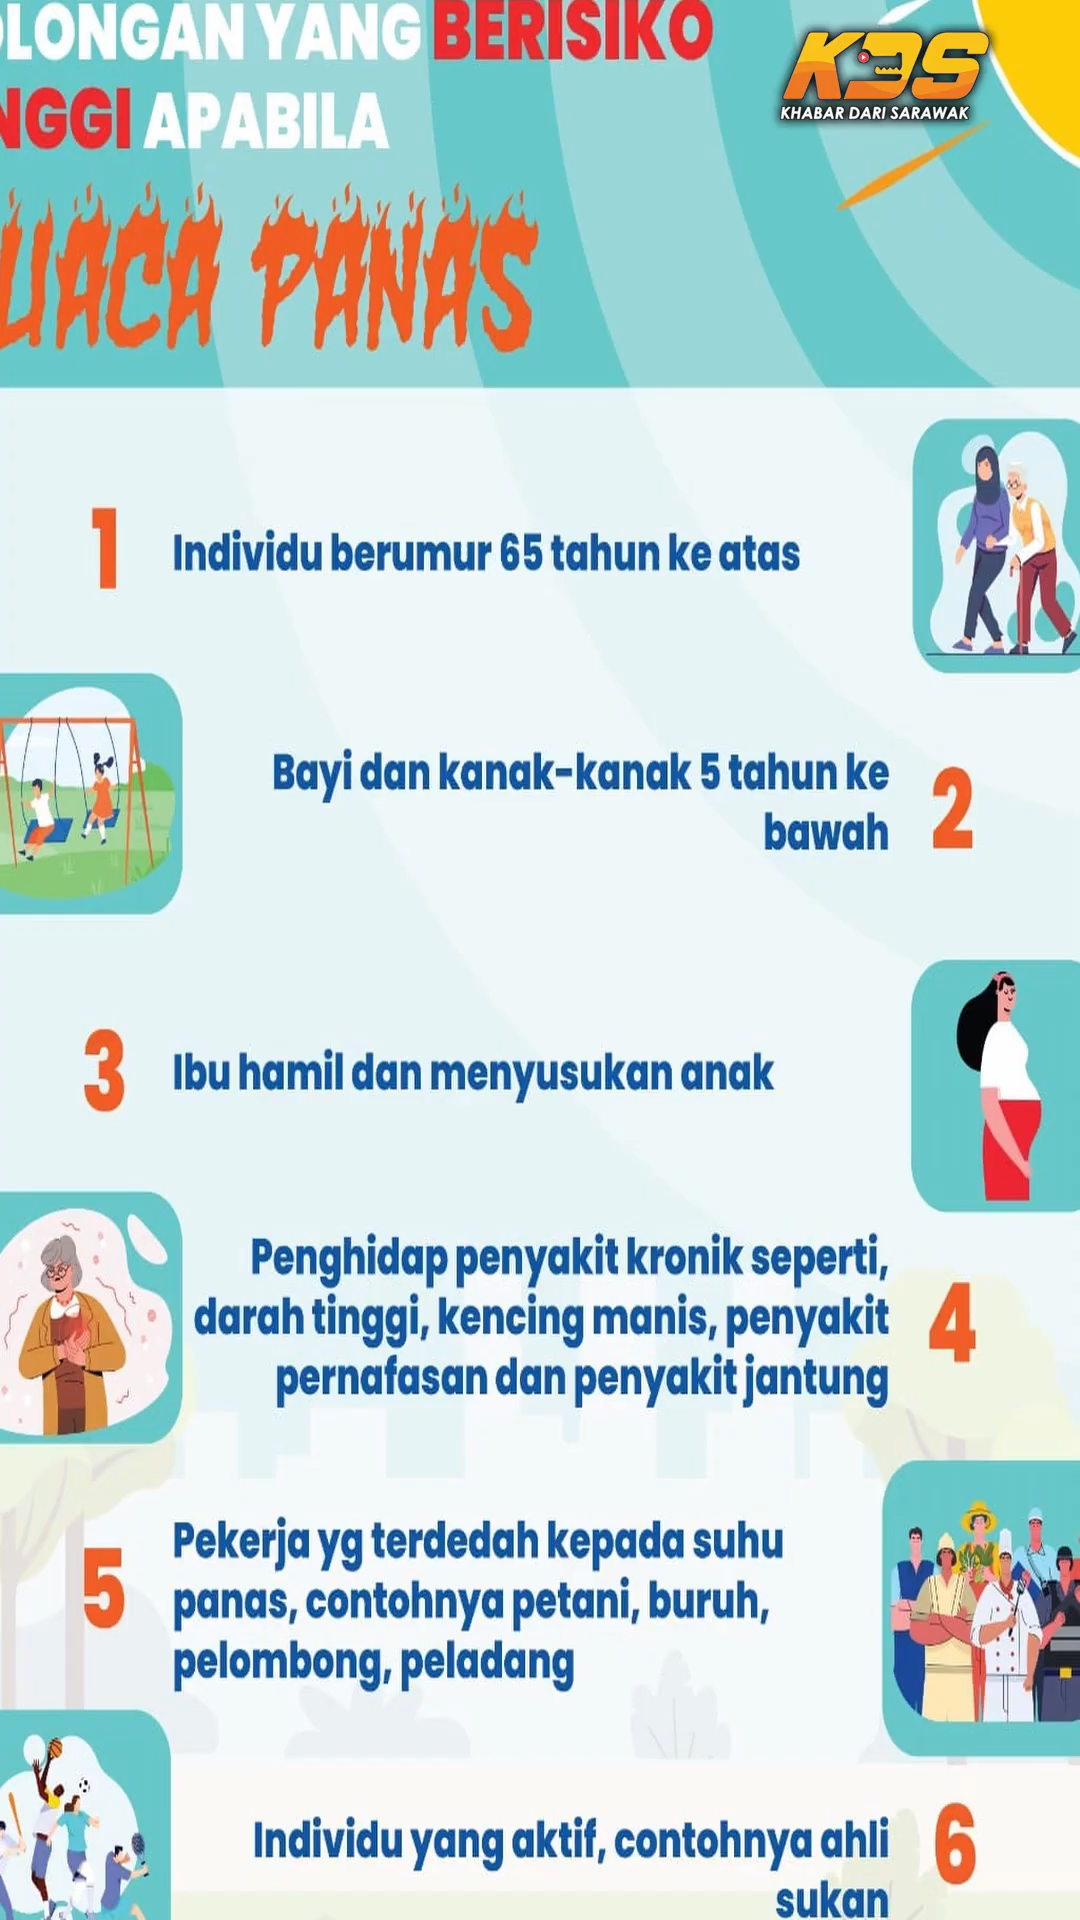 OLONGAN YANG BERISIKO
NGGI APABILA
UACA PANAS
KDS
KHABAR DARI SARAWAK
1
Individu berumur 65 tahun ke atas
Bayi dan kanak-kanak 5 tahun ke
bawah
2
3
Ibu hamil dan menyusukan anak
Penghidap penyakit kronik seperti,
darah tinggi, kencing manis, penyakit
pernafasan dan penyakit jantung
4
5
Pekerja yg terdedah kepada suhu
panas, contohnya petani, buruh,
pelombong, peladang
Individu yang aktif, contohnya ahli
sukan
6